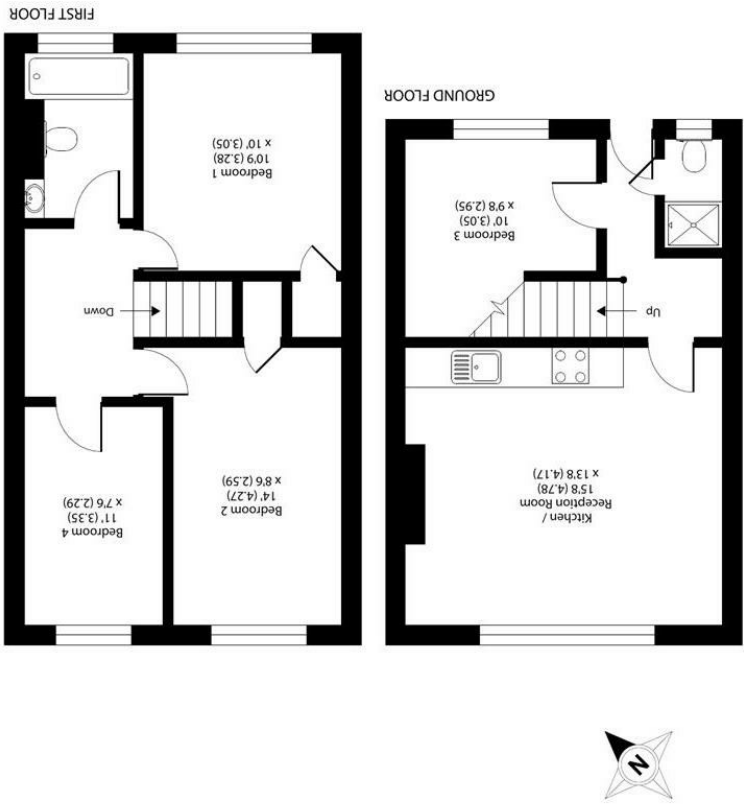 N
Kitchen /
Reception Room
15'8 (4.78)
x 13'8 (4.17)
Up
Bedroom 3
10' (3.05)
x 9'8 (2.95)
GROUND FLOOR
Bedroom 2
14' (4.27)
x 8'6 (2.59)
Bedroom 4
11' (3.35)
x 7'6 (2.29)
Down
Bedroom 1
10'9 (3.28)
x 10' (3.05)
FIRST FLOOR